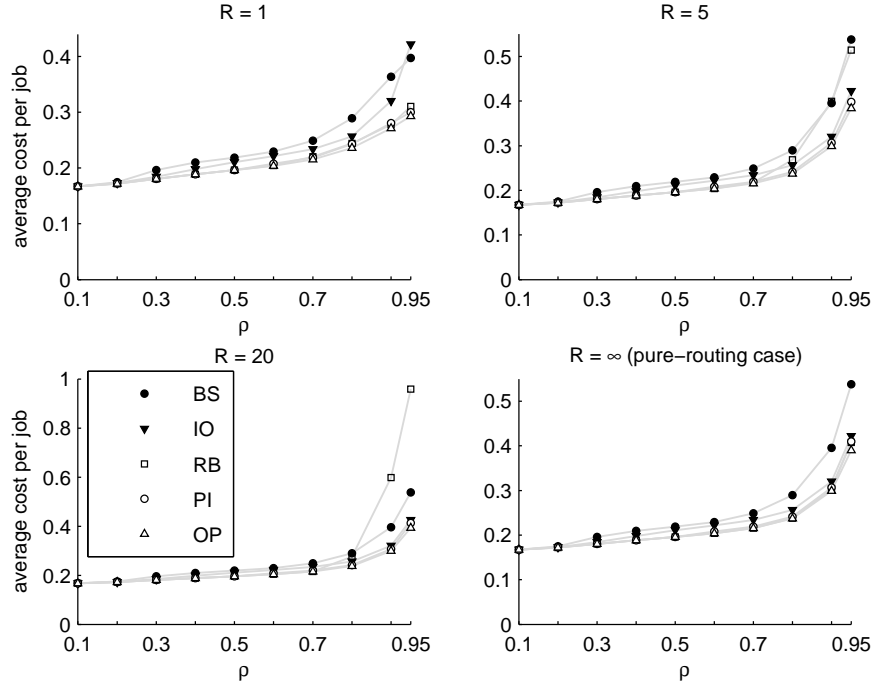 R = 1
average cost per job
0.4
0.3
0.2
0.1
0
0.1
0.3
0.5
0.7
0.95
ρ
R = 5
0.5
0.4
0.3
0.2
0.1
0
0.1
0.3
0.5
0.7
0.95
ρ
R = 20
average cost per job
1
0.8
0.6
0.4
0.2
0
BS
IO
RB
PI
OP
0.1
0.3
0.5
0.7
0.95
ρ
R = ∞ (pure−routing case)
0.5
0.4
0.3
0.2
0.1
0
0.1
0.3
0.5
0.7
0.95
ρ